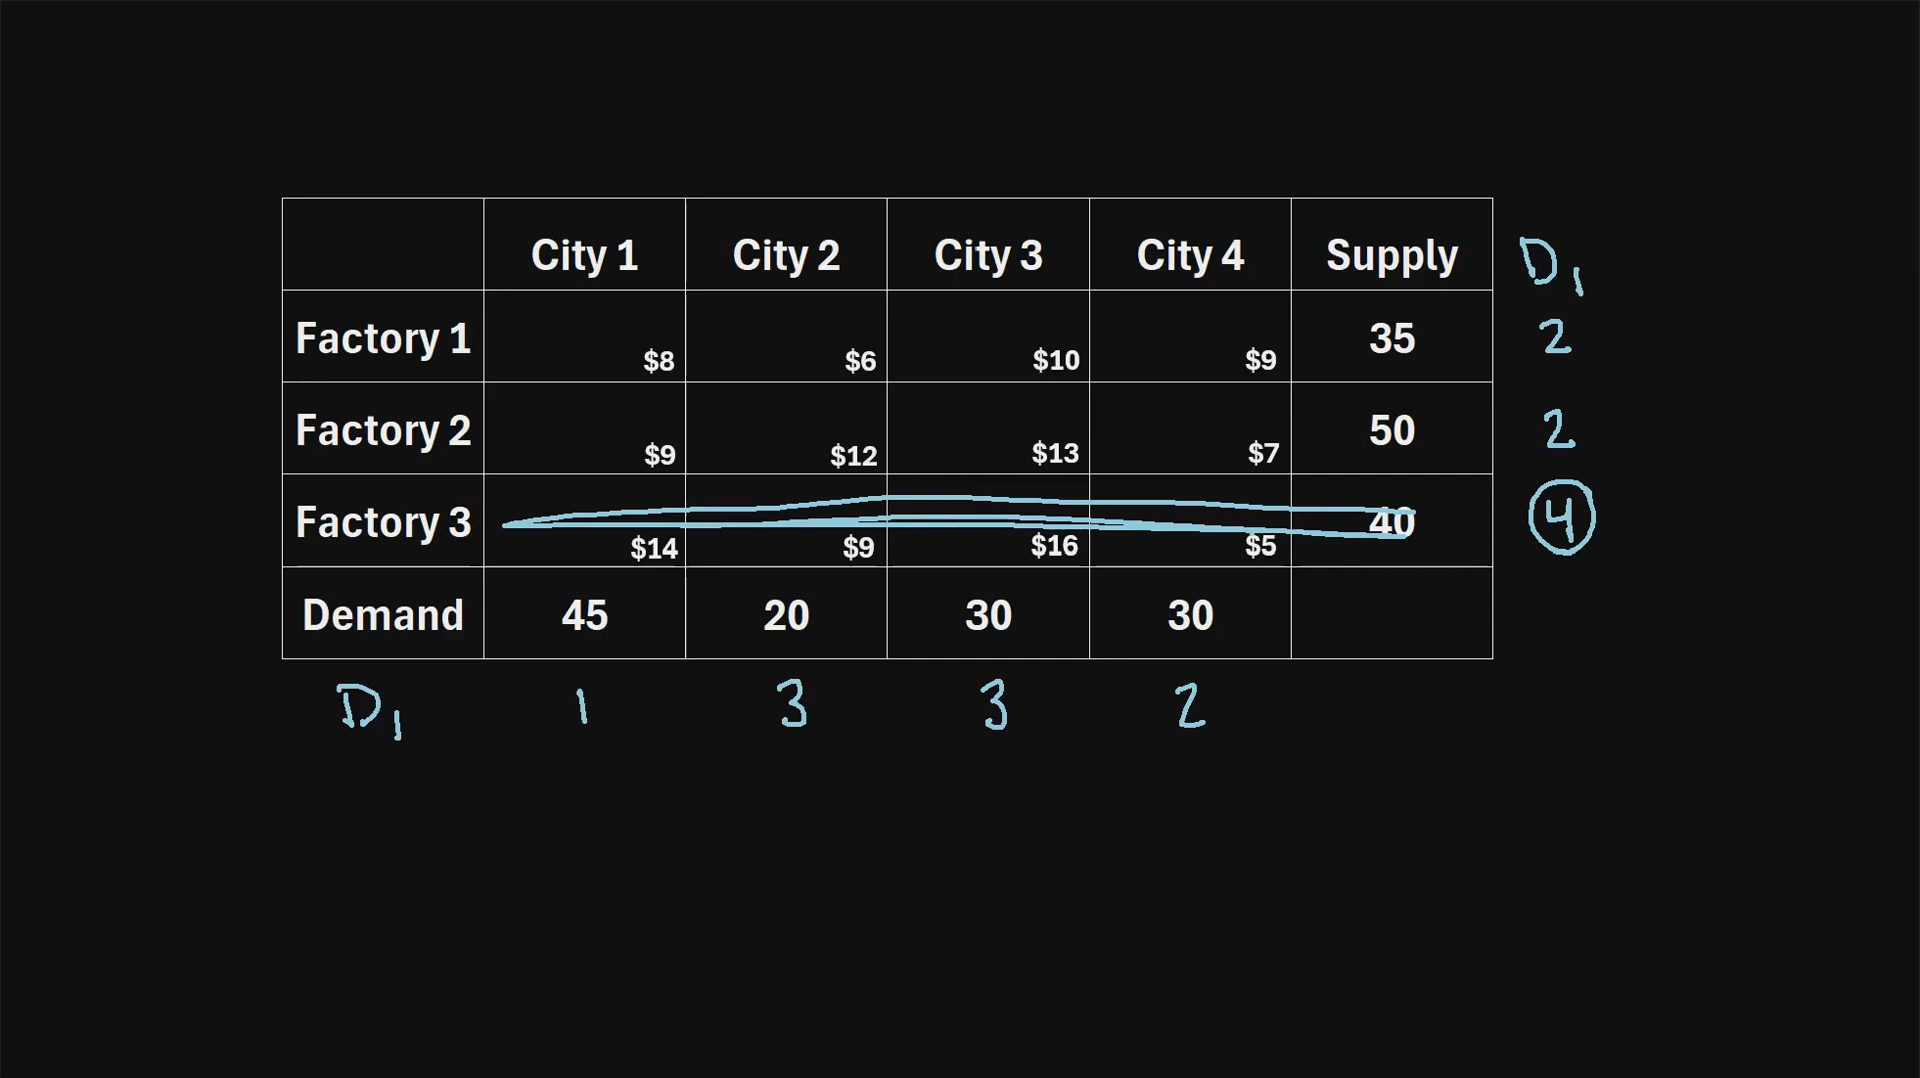 City 1 City 2 City 3 City 4 Supply D1
Factory 1 $8 $6 $10 $9 35 2
Factory 2 $9 $12 $13 $7 50 2
Factory 3 $14 $9 $16 $5 40 4
Demand 45 20 30 30
D1 1 3 3 2